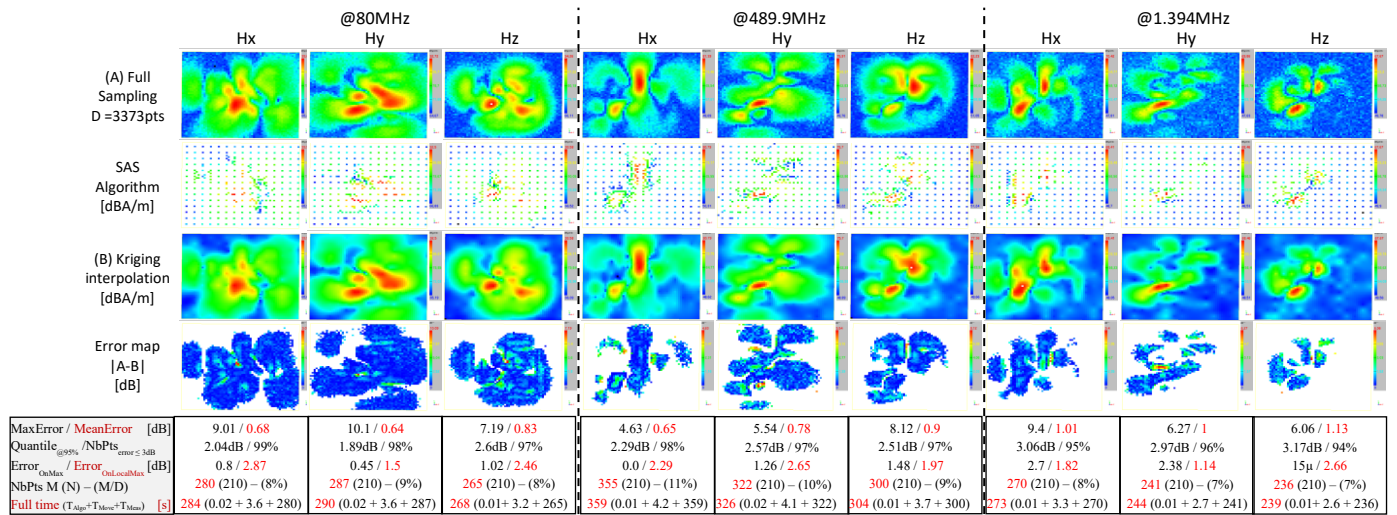 @80MHz @489.9MHz @1.394MHz
Hx Hy Hz Hx Hy Hz Hx Hy Hz
(A) Full
Sampling
D =3373pts
SAS
Algorithm
[dBA/m]
(B) Kriging
interpolation
[dBA/m]
Error map
|A-B|
[dB]
MaxError / MeanError [dB] 9.01 / 0.68 10.1 / 0.64 7.19 / 0.83 4.63 / 0.65 5.54 / 0.78 8.12 / 0.9 9.4 / 1.01 6.27 / 1 6.06 / 1.13
Quantile@95% /NbPts error ≤ 3dB 2.04dB / 99% 1.89dB / 98% 2.6dB / 97% 2.29dB / 98% 2.57dB / 97% 2.51dB / 97% 3.06dB / 95% 2.97dB / 96% 3.17dB / 94%
Error OnMax / Error OnLocalMax [dB] 0.8 / 2.87 0.45 / 1.5 1.02 / 2.46 0.0 / 2.29 1.26 / 2.65 1.48 / 1.97 2.7 / 1.82 2.38 / 1.14 15µ / 2.66
NbPts M (N) – (M/D) 280 (210) – (8%) 287 (210) – (9%) 265 (210) – (8%) 355 (210) – (11%) 322 (210) – (10%) 300 (210) – (9%) 270 (210) – (8%) 241 (210) – (7%) 236 (210) – (7%)
Full time (TAlgo+TMove+TMeas) [s] 284 (0.02 + 3.6 + 280) 290 (0.02 + 3.6 + 287) 268 (0.01 + 3.2 + 265) 359 (0.01 + 4.2 + 359) 326 (0.02 + 4.1 + 322) 304 (0.01 + 3.7 + 300) 273 (0.01 + 3.3 + 270) 244 (0.01 + 2.7 + 241) 239 (0.01+ 2.6 + 236)